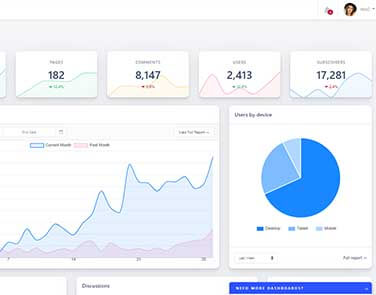 PAGES
COMMENTS
USERS
SUBSCRIBERS
182
8,147
2,413
17,281
12.4%
3.8%
12.4%
2.4%
Users by device
End Date
View Full Report →
Current Month
Past Month
7
14
21
28
Desktop
Tablet
Mobile
Last Week
Full report →
Discussions
NEED MORE DASHBOARDS?